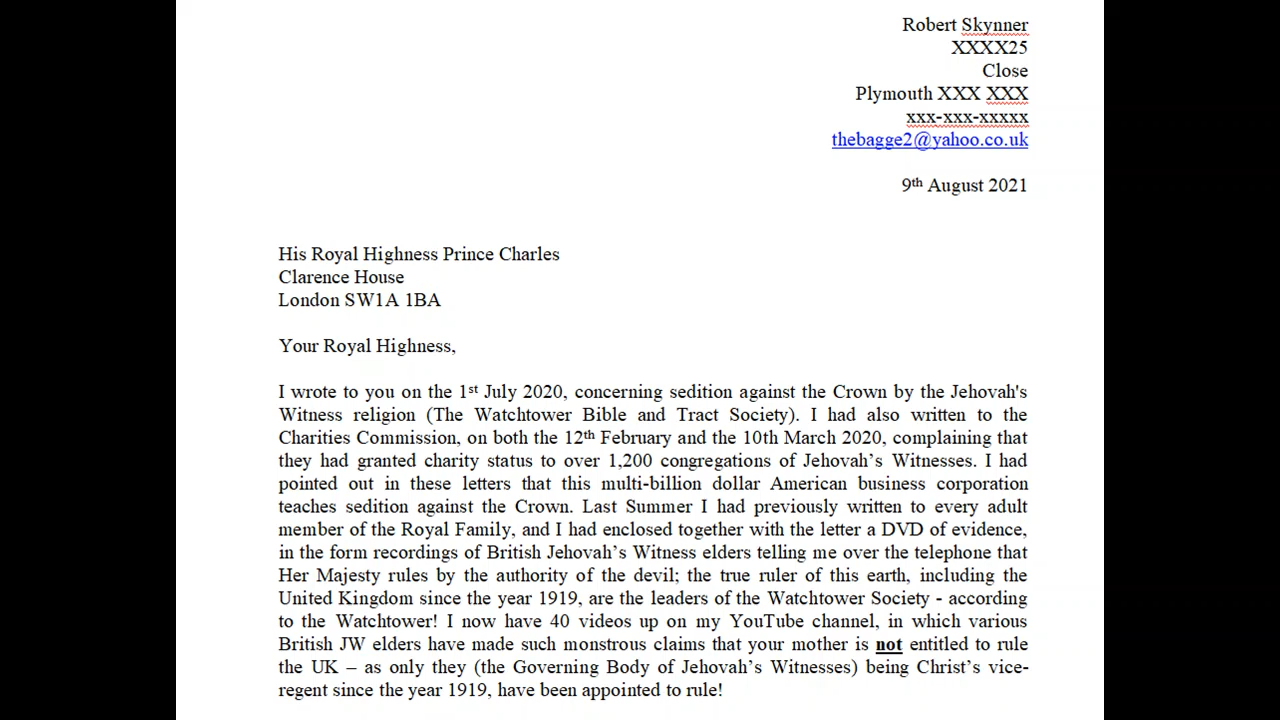 Robert Skynner
XXXX25
Close
Plymouth XXX XXX
xxx-xxx-xxxxx
thebagge2@yahoo.co.uk
9th August 2021
His Royal Highness Prince Charles
Clarence House
London SW1A 1BA
Your Royal Highness,
I wrote to you on the 1st July 2020, concerning sedition against the Crown by the Jehovah's
Witness religion (The Watchtower Bible and Tract Society). I had also written to the
Charities Commission, on both the 12th February and the 10th March 2020, complaining that
they had granted charity status to over 1,200 congregations of Jehovah’s Witnesses. I had
pointed out in these letters that this multi-billion dollar American business corporation
teaches sedition against the Crown. Last Summer I had previously written to every adult
member of the Royal Family, and I had enclosed together with the letter a DVD of evidence,
in the form recordings of British Jehovah’s Witness elders telling me over the telephone that
Her Majesty rules by the authority of the devil; the true ruler of this earth, including the
United Kingdom since the year 1919, are the leaders of the Watchtower Society - according
to the Watchtower! I now have 40 videos up on my YouTube channel, in which various
British JW elders have made such monstrous claims that your mother is not entitled to rule
the UK – as only they (the Governing Body of Jehovah’s Witnesses) being Christ’s vice-
regent since the year 1919, have been appointed to rule!